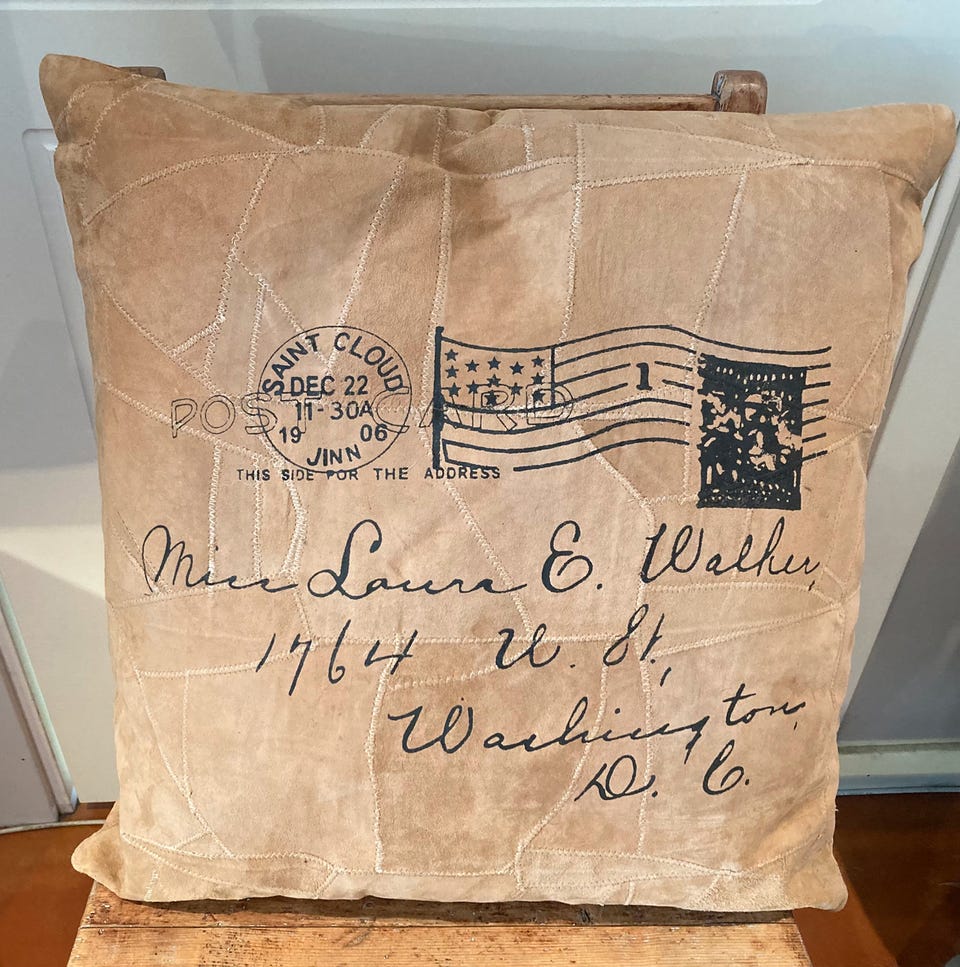 SAINT CLOUD
DEC 22
11-30A
19 06
JINN
1
POST CARD
THIS SIDE FOR THE ADDRESS
Miss Laura E. Walker,
1764 U. St.,
Washington,
D. C.